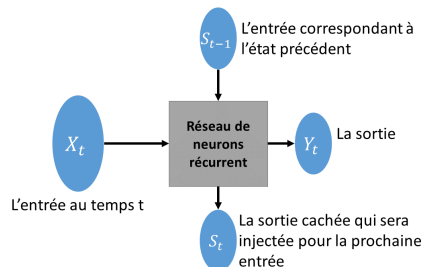 S_{t-1}
L'entrée correspondant à
l'état précédent
X_t
Réseau de
neurons
récurrent
Y_t
La sortie
L'entrée au temps t
S_t
La sortie cachée qui sera
injectée pour la prochaine
entrée